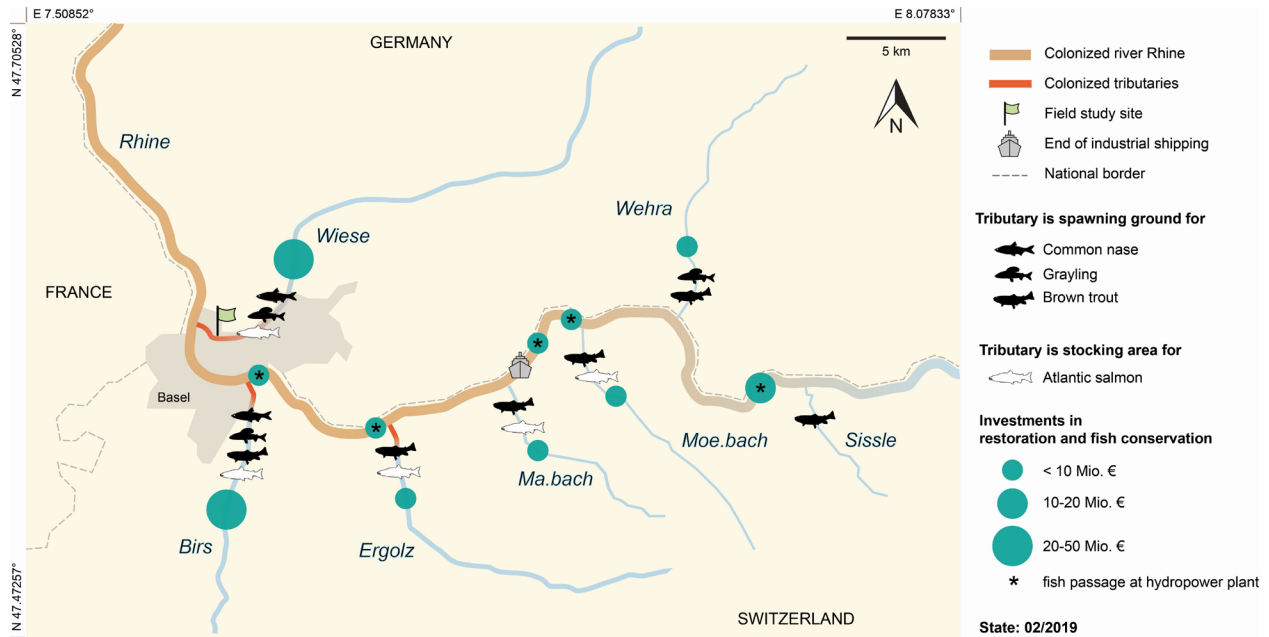 E 7.50852°
E 8.07833°
N 47.70528°
N 47.47257°
GERMANY
5 km
N
Rhine
Wiese
Wehra
FRANCE
Basel
Moe.bach
Sissle
Ma.bach
Birs
Ergolz
SWITZERLAND
*
*
*
*
*
Colonized river Rhine
Colonized tributaries
Field study site
End of industrial shipping
National border
Tributary is spawning ground for
Common nase
Grayling
Brown trout
Tributary is stocking area for
Atlantic salmon
Investments in
restoration and fish conservation
< 10 Mio. €
10-20 Mio. €
20-50 Mio. €
* fish passage at hydropower plant
State: 02/2019